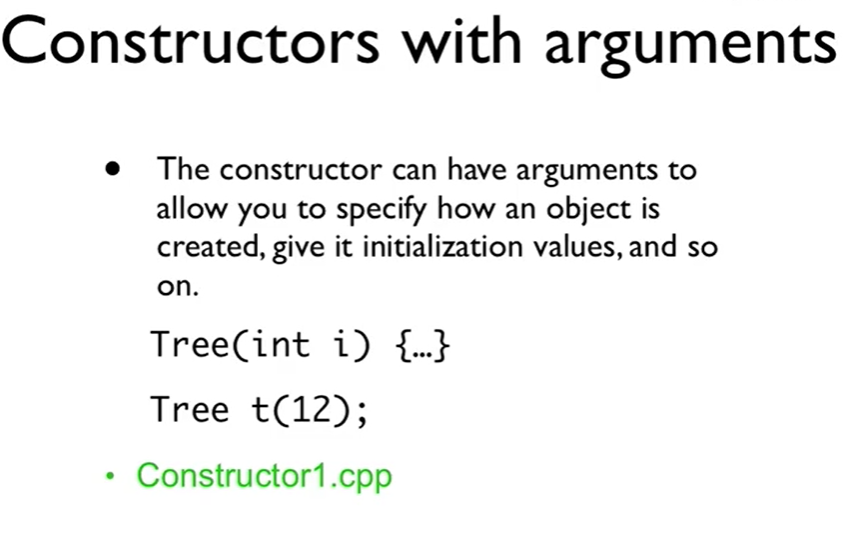 Constructors with arguments
• The constructor can have arguments to
allow you to specify how an object is
created, give it initialization values, and so
on.
Tree(int i) {…}
Tree t(12);
• Constructor1.cpp